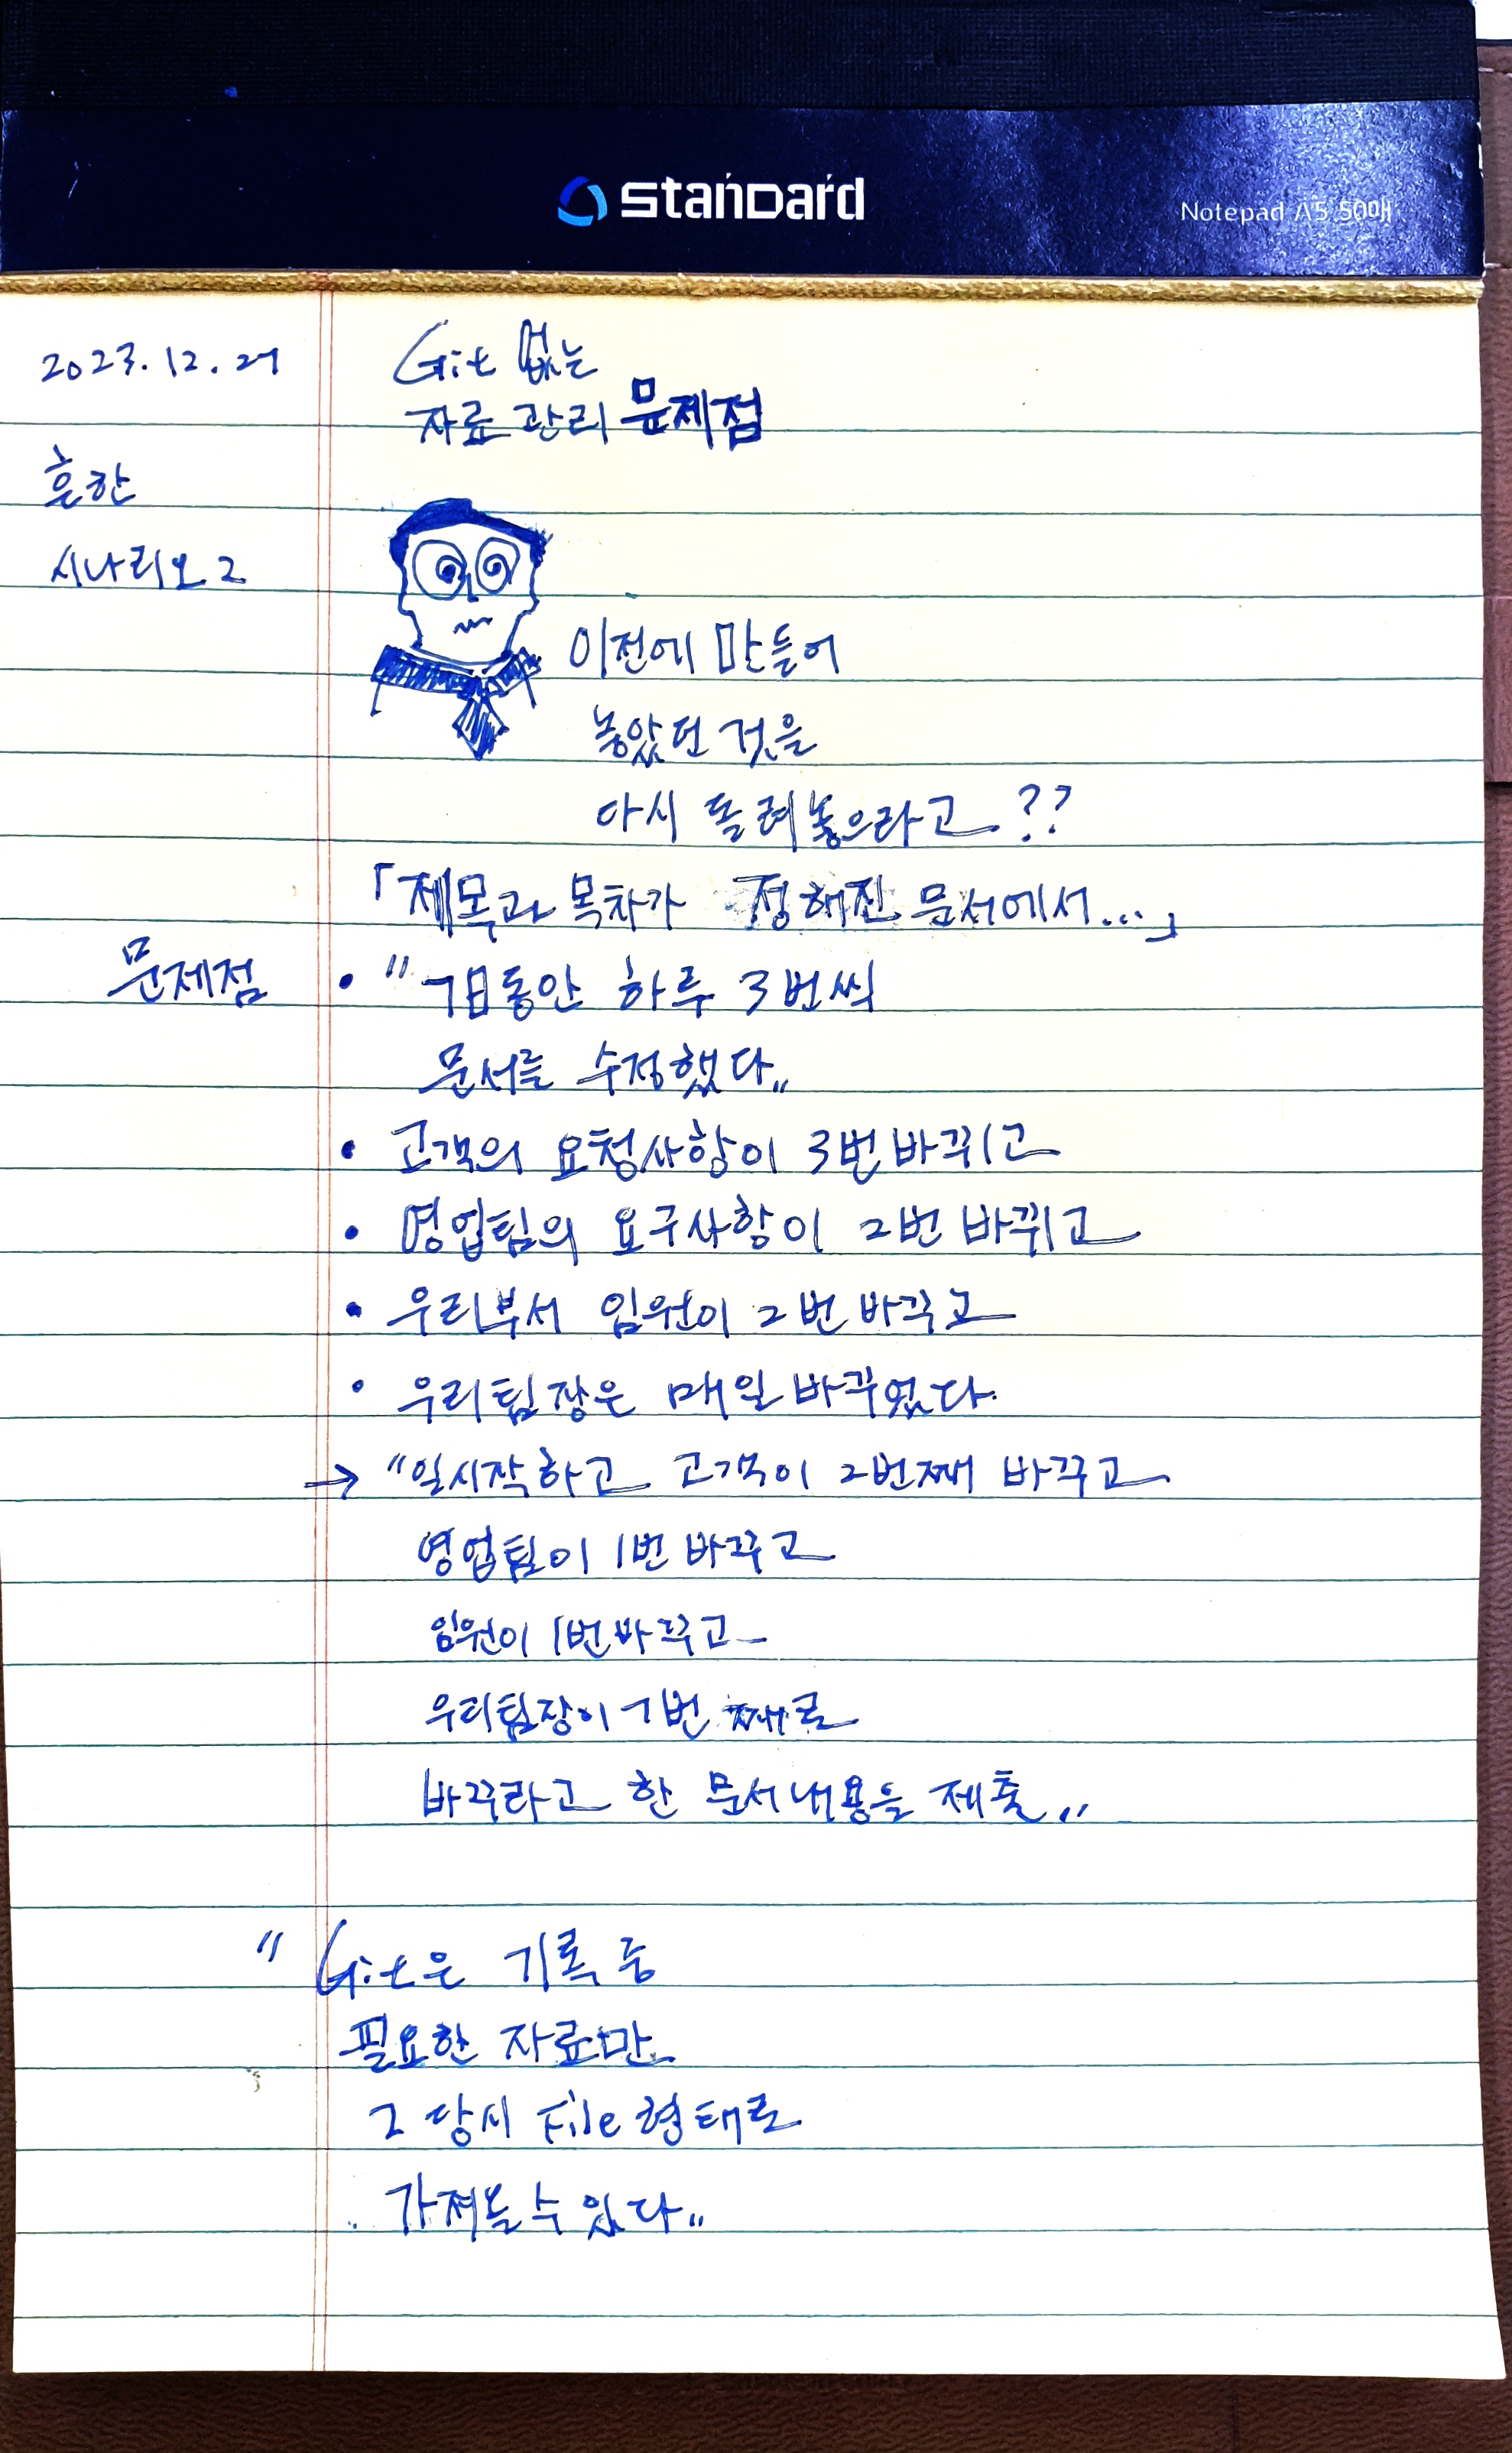 STANDARD
Notepad A5 50매
2023.12.27
Git 없는
자료 관리 문제점
흔한
시나리오 2
이전에 만들어
놓았던 것을
다시 돌려놓으라고 ??
「제목과 목차가 정해진 문서에서...」
문제점
• "7日동안 하루 3번씩
문서를 수정했다"
• 고객의 요청사항이 3번 바뀌고
• 영업팀의 요구사항이 2번 바뀌고
• 우리부서 임원이 2번 바꾸고
• 우리팀장은 매일 바꾸었다.
→ "일시작하고 고객이 2번째 바꾸고
영업팀이 1번 바꾸고
임원이 1번 바꾸고
우리팀장이 7번 째로
바꾸라고 한 문서내용을 제출"
"Git은 기록 중
필요한 자료만
그 당시 File 형태로
가져올 수 있다"